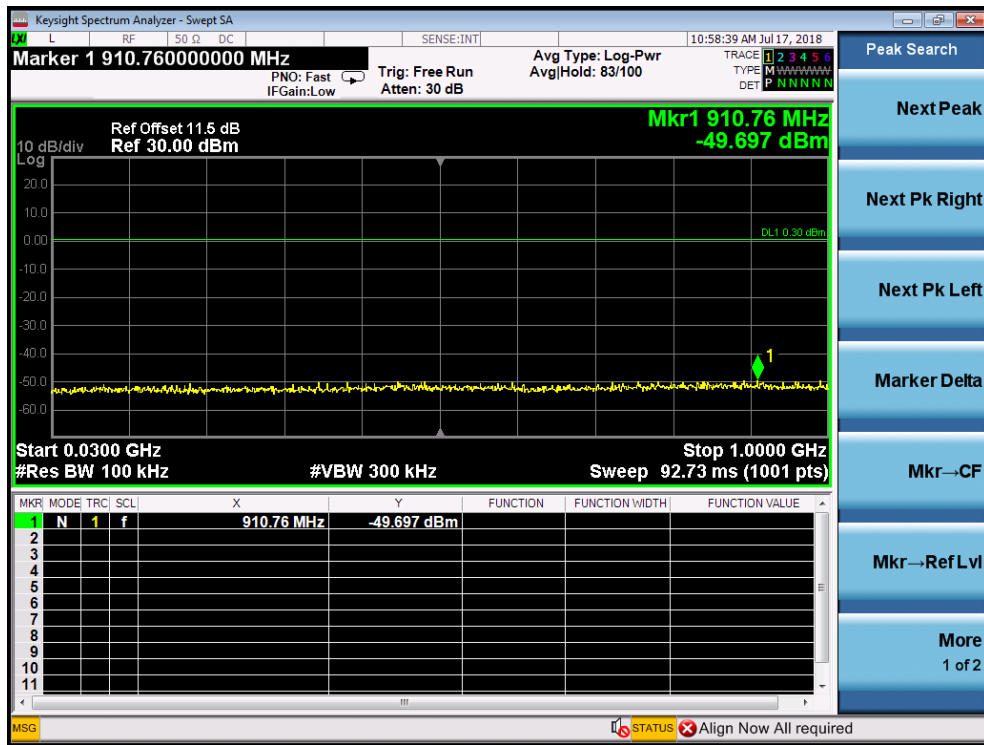 Keysight Spectrum Analyzer - Swept SA
LXI L RF 50 Ω DC SENSE:INT 10:58:39 AM Jul 17, 2018
Marker 1 910.760000000 MHz
PNO: Fast
IFGain:Low
Trig: Free Run
Atten: 30 dB
Avg Type: Log-Pwr
Avg|Hold: 83/100
TRACE 1 2 3 4 5 6
TYPE M WWWWW
DET P N N N N N
Mkr1 910.76 MHz
-49.697 dBm
Ref Offset 11.5 dB
10 dB/div Ref 30.00 dBm
Log
20.0
10.0
0.00
DL1 0.30 dBm
-10.0
-20.0
-30.0
-40.0
1
-50.0
-60.0
Start 0.0300 GHz Stop 1.0000 GHz
#Res BW 100 kHz #VBW 300 kHz Sweep 92.73 ms (1001 pts)
MKR MODE TRC SCL X Y FUNCTION FUNCTION WIDTH FUNCTION VALUE
1 N 1 f 910.76 MHz -49.697 dBm
2
3
4
5
6
7
8
9
10
11
MSG STATUS Align Now All required
Peak Search
Next Peak
Next Pk Right
Next Pk Left
Marker Delta
Mkr→CF
Mkr→Ref Lvl
More
1 of 2